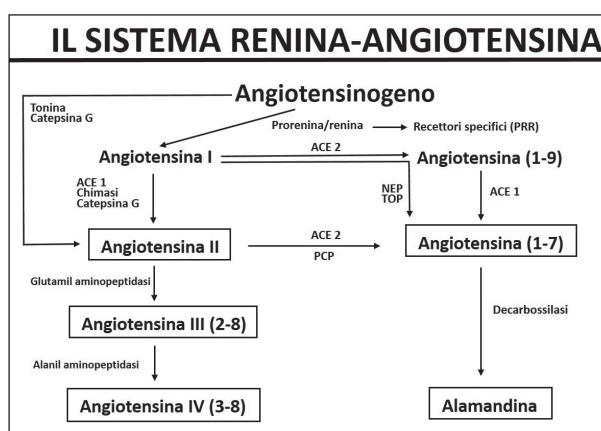 IL SISTEMA RENINA-ANGIOTENSINA
Angiotensinogeno
Tonina
Catepsina G
Prorenina/renina
Recettori specifici (PRR)
Angiotensina I
ACE 2
Angiotensina (1-9)
ACE 1
Chimasi
Catepsina G
NEP
TOP
ACE 1
Angiotensina II
ACE 2
PCP
Angiotensina (1-7)
Glutamil aminopeptidasi
Decarbossilasi
Angiotensina III (2-8)
Alanil aminopeptidasi
Angiotensina IV (3-8)
Alamandina